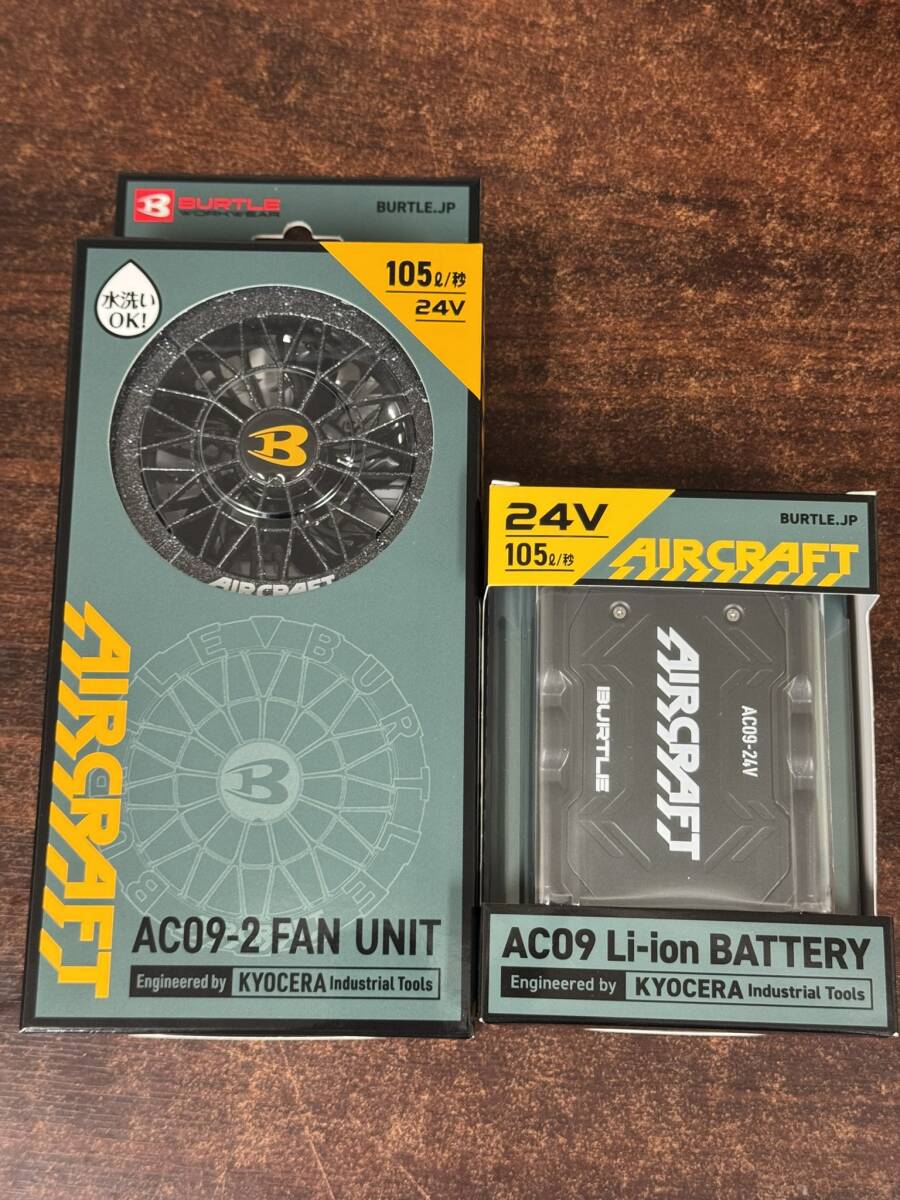 BURTLE
WORKWEAR
BURTLE.JP
水洗い
OK!
105ℓ/秒
24V
B
AIRCRAFT
AIRCRAFT
BURTLE
B
AC09-2 FAN UNIT
Engineered by KYOCERA Industrial Tools
24V
105ℓ/秒
BURTLE.JP
AIRCRAFT
AIRCRAFT
BURTLE
AC09-24V
AC09 Li-ion BATTERY
Engineered by KYOCERA Industrial Tools